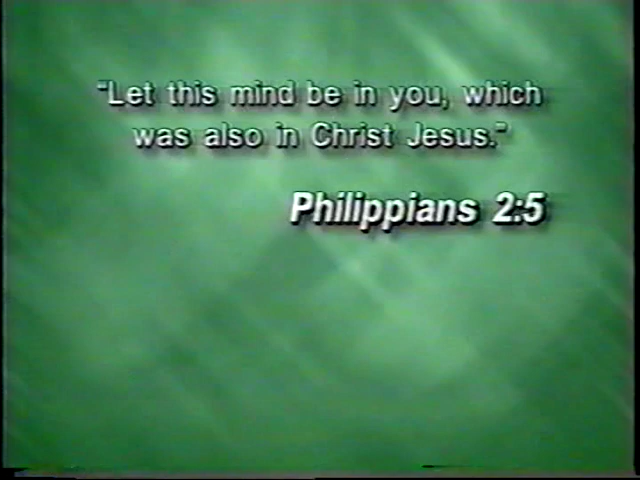 "Let this mind be in you, which
was also in Christ Jesus."
Philippians 2:5